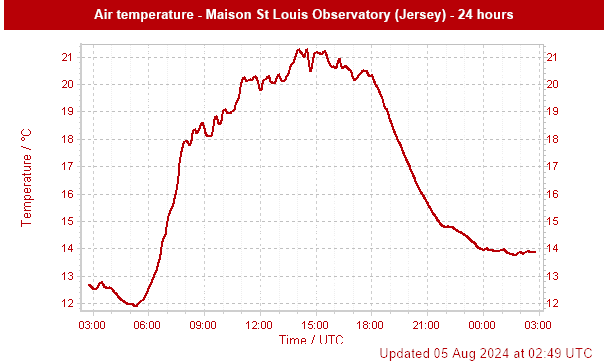 Air temperature - Maison St Louis Observatory (Jersey) - 24 hours
Temperature / °C
21 21
20 20
19 19
18 18
17 17
16 16
15 15
14 14
13 13
12 12
03:00 06:00 09:00 12:00 15:00 18:00 21:00 00:00 03:00
Time / UTC
Updated 05 Aug 2024 at 02:49 UTC